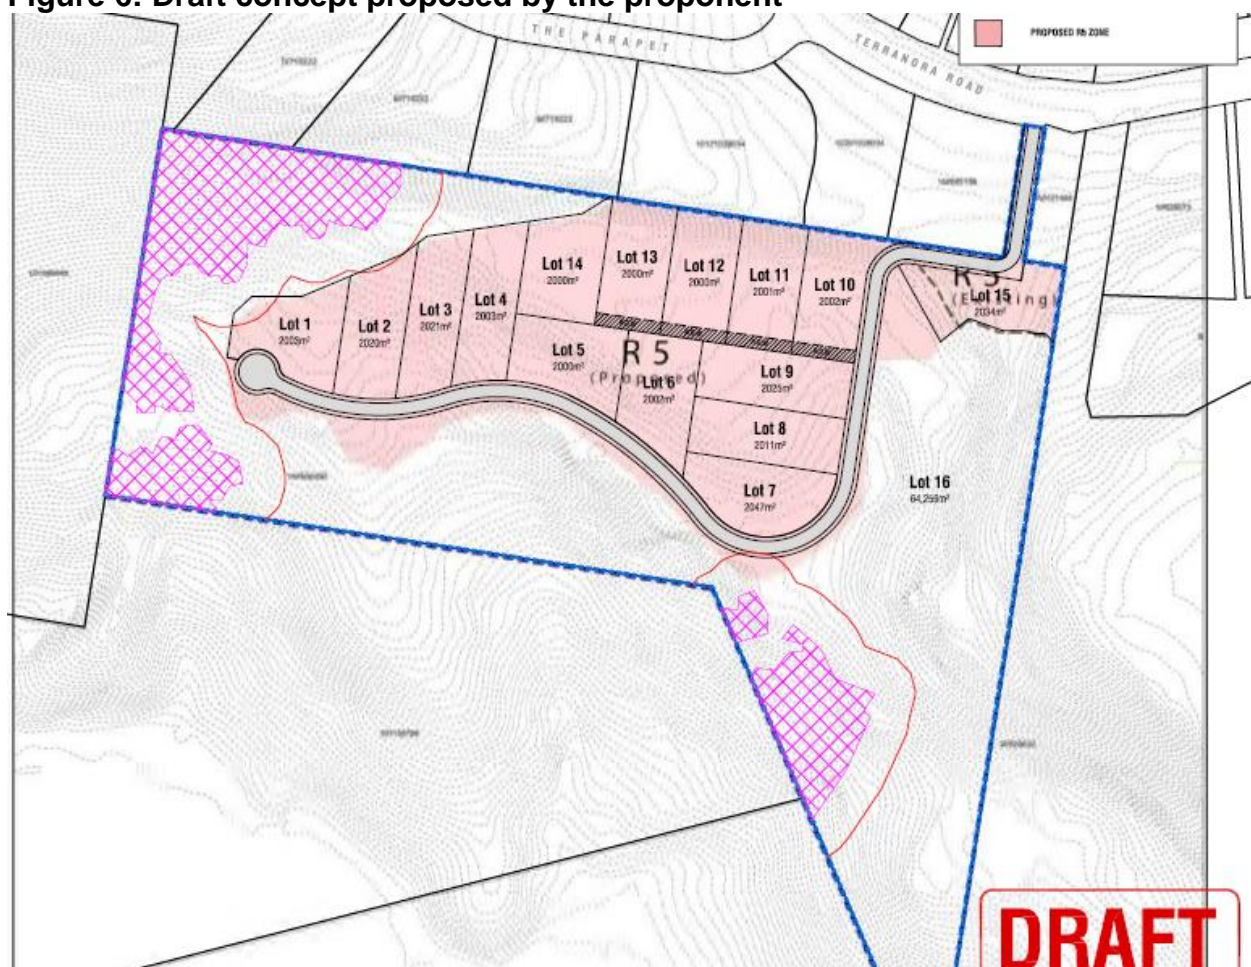 Figure 6: Draft concept proposed by the proponent
PROPOSED R5 ZONE
THE PARAPET
TERRANORA ROAD
Lot 13
2000m²
Lot 12
2000m²
Lot 11
2001m²
Lot 10
2002m²
Lot 14
2000m²
R 5
(Existing)
Lot 15
2034m²
Lot 4
2003m²
Lot 3
2021m²
Lot 1
2003m²
Lot 2
2020m²
Lot 5
2000m²
R 5
(Proposed)
Lot 6
2002m²
Lot 9
2025m²
Lot 8
2011m²
Lot 7
2047m²
Lot 16
64,259m²
DRAFT